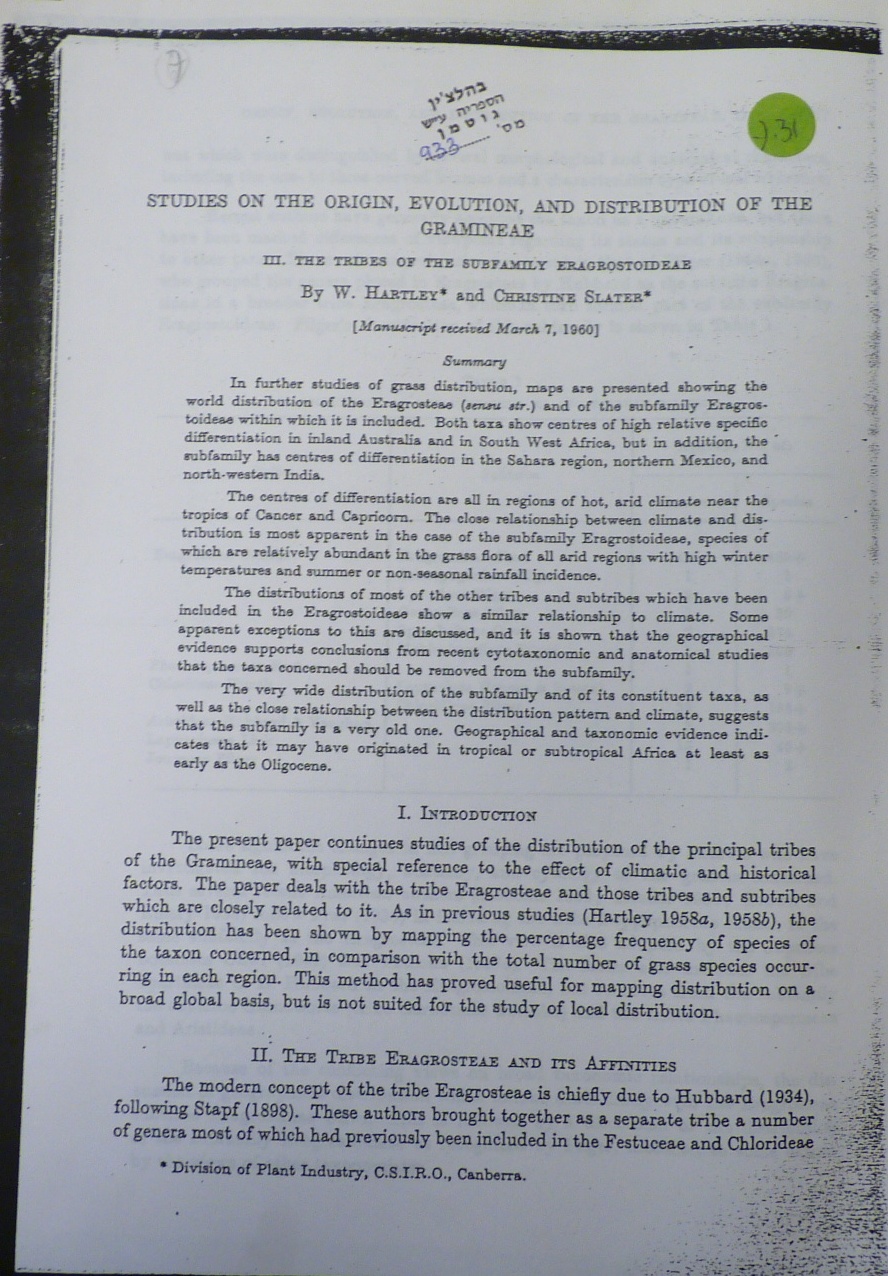 7
בהלצ'ין
הספריה ע״ש
גוטמן
מס' 933
7.31
STUDIES ON THE ORIGIN, EVOLUTION, AND DISTRIBUTION OF THE
GRAMINEAE
III. THE TRIBES OF THE SUBFAMILY ERAGROSTOIDEAE
By W. HARTLEY* and CHRISTINE SLATER*
[Manuscript received March 7, 1960]
Summary
In further studies of grass distribution, maps are presented showing the
world distribution of the Eragrosteae (sensu str.) and of the subfamily Eragros-
toideae within which it is included. Both taxa show centres of high relative specific
differentiation in inland Australia and in South West Africa, but in addition, the
subfamily has centres of differentiation in the Sahara region, northern Mexico, and
north-western India.
The centres of differentiation are all in regions of hot, arid climate near the
tropics of Cancer and Capricorn. The close relationship between climate and dis-
tribution is most apparent in the case of the subfamily Eragrostoideae, species of
which are relatively abundant in the grass flora of all arid regions with high winter
temperatures and summer or non-seasonal rainfall incidence.
The distributions of most of the other tribes and subtribes which have been
included in the Eragrostoideae show a similar relationship to climate. Some
apparent exceptions to this are discussed, and it is shown that the geographical
evidence supports conclusions from recent cytotaxonomic and anatomical studies
that the taxa concerned should be removed from the subfamily.
The very wide distribution of the subfamily and of its constituent taxa, as
well as the close relationship between the distribution pattern and climate, suggests
that the subfamily is a very old one. Geographical and taxonomic evidence indi-
cates that it may have originated in tropical or subtropical Africa at least as
early as the Oligocene.
I. INTRODUCTION
The present paper continues studies of the distribution of the principal tribes
of the Gramineae, with special reference to the effect of climatic and historical
factors. The paper deals with the tribe Eragrosteae and those tribes and subtribes
which are closely related to it. As in previous studies (Hartley 1958a, 1958b), the
distribution has been shown by mapping the percentage frequency of species of
the taxon concerned, in comparison with the total number of grass species occur-
ring in each region. This method has proved useful for mapping distribution on a
broad global basis, but is not suited for the study of local distribution.
II. THE TRIBE ERAGROSTEAE AND ITS AFFINITIES
The modern concept of the tribe Eragrosteae is chiefly due to Hubbard (1934),
following Stapf (1898). These authors brought together as a separate tribe a number
of genera most of which had previously been included in the Festuceae and Chlorideae
* Division of Plant Industry, C.S.I.R.O., Canberra.